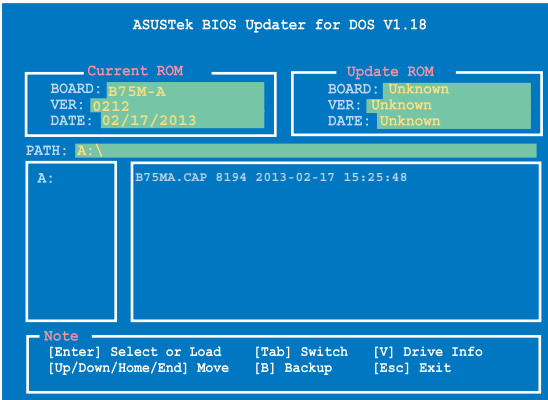 ASUSTek BIOS Updater for DOS V1.18
Current ROM
BOARD: B75M-A
VER: 0212
DATE: 02/17/2013
Update ROM
BOARD: Unknown
VER: Unknown
DATE: Unknown
PATH: A:\
A:
B75MA.CAP 8194 2013-02-17 15:25:48
Note
[Enter] Select or Load [Tab] Switch [V] Drive Info
[Up/Down/Home/End] Move [B] Backup [Esc] Exit